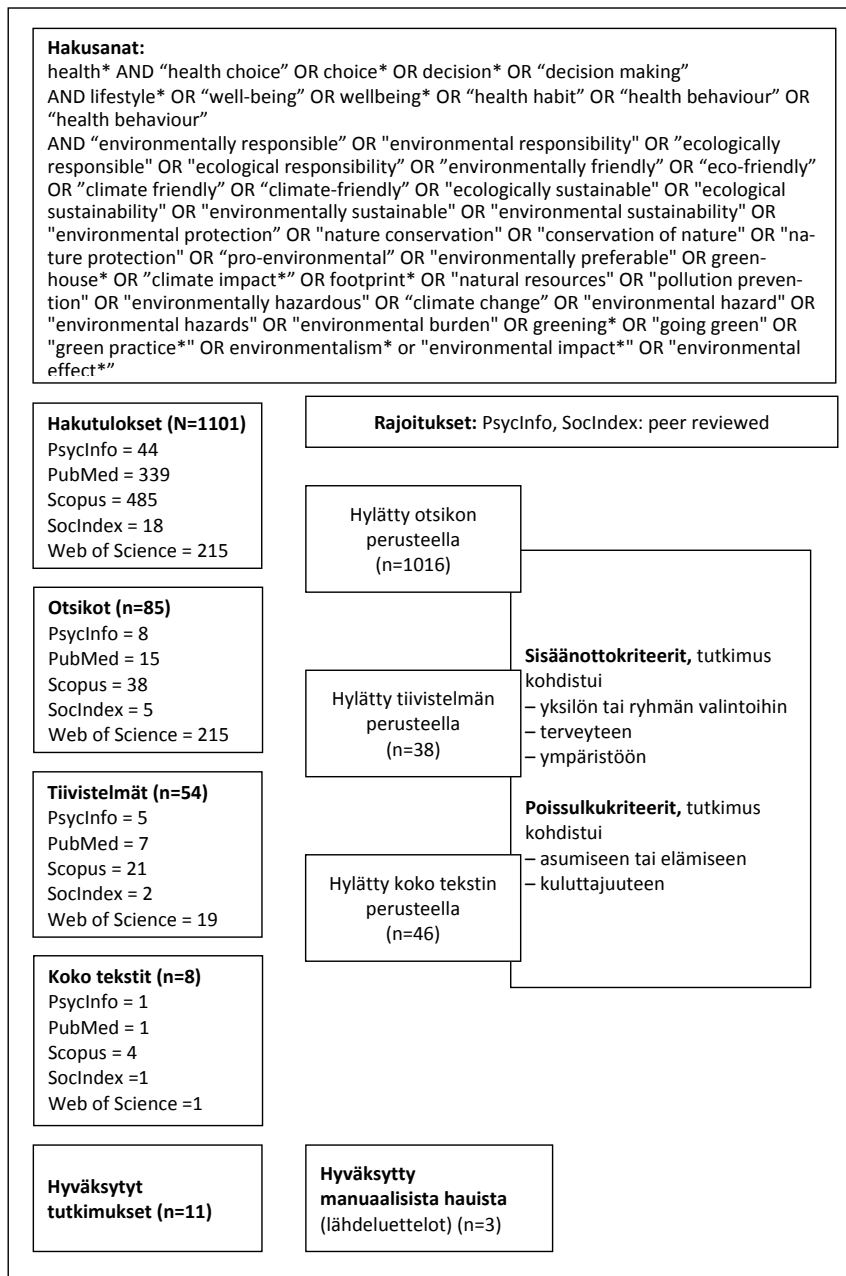 Hakusanat:
health* AND “health choice” OR choice* OR decision* OR “decision making”
AND lifestyle* OR “well-being” OR wellbeing* OR “health habit” OR “health behaviour” OR
“health behaviour”
AND “environmentally responsible” OR "environmental responsibility" OR ”ecologically
responsible" OR "ecological responsibility” OR ”environmentally friendly” OR “eco-friendly”
OR ”climate friendly” OR “climate-friendly” OR "ecologically sustainable" OR "ecological
sustainability" OR "environmentally sustainable" OR "environmental sustainability" OR
"environmental protection” OR "nature conservation" OR "conservation of nature" OR "na-
ture protection" OR “pro-environmental” OR "environmentally preferable" OR green-
house* OR ”climate impact*” OR footprint* OR "natural resources" OR "pollution preven-
tion" OR "environmentally hazardous" OR “climate change” OR "environmental hazard" OR
"environmental hazards" OR "environmental burden" OR greening* OR "going green" OR
"green practice*" OR environmentalism* or "environmental impact*" OR "environmental
effect*”
Hakutulokset (N=1101)
PsycInfo = 44
PubMed = 339
Scopus = 485
SocIndex = 18
Web of Science = 215
Rajoitukset: PsycInfo, SocIndex: peer reviewed
Hylätty otsikon
perusteella
(n=1016)
Otsikot (n=85)
PsycInfo = 8
PubMed = 15
Scopus = 38
SocIndex = 5
Web of Science = 215
Hylätty tiivistelmän
perusteella
(n=38)
Sisäänottokriteerit, tutkimus
kohdistui
– yksilön tai ryhmän valintoihin
– terveyteen
– ympäristöön
Poissulkukriteerit, tutkimus
kohdistui
– asumiseen tai elämiseen
– kuluttajuuteen
Tiivistelmät (n=54)
PsycInfo = 5
PubMed = 7
Scopus = 21
SocIndex = 2
Web of Science = 19
Hylätty koko tekstin
perusteella
(n=46)
Koko tekstit (n=8)
PsycInfo = 1
PubMed = 1
Scopus = 4
SocIndex =1
Web of Science =1
Hyväksytyt
tutkimukset (n=11)
Hyväksytty
manuaalisista hauista
(lähdeluettelot) (n=3)